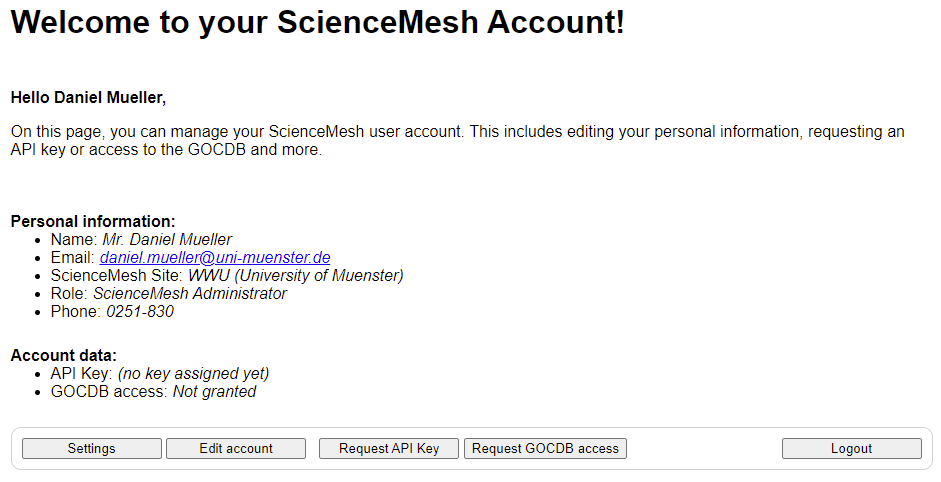 Welcome to your ScienceMesh Account!
Hello Daniel Mueller,
On this page, you can manage your ScienceMesh user account. This includes editing your personal information, requesting an
API key or access to the GOCDB and more.
Personal information:
• Name: Mr. Daniel Mueller
• Email: daniel.mueller@uni-muenster.de
• ScienceMesh Site: WWU (University of Muenster)
• Role: ScienceMesh Administrator
• Phone: 0251-830
Account data:
• API Key: (no key assigned yet)
• GOCDB access: Not granted
Settings Edit account Request API Key Request GOCDB access Logout